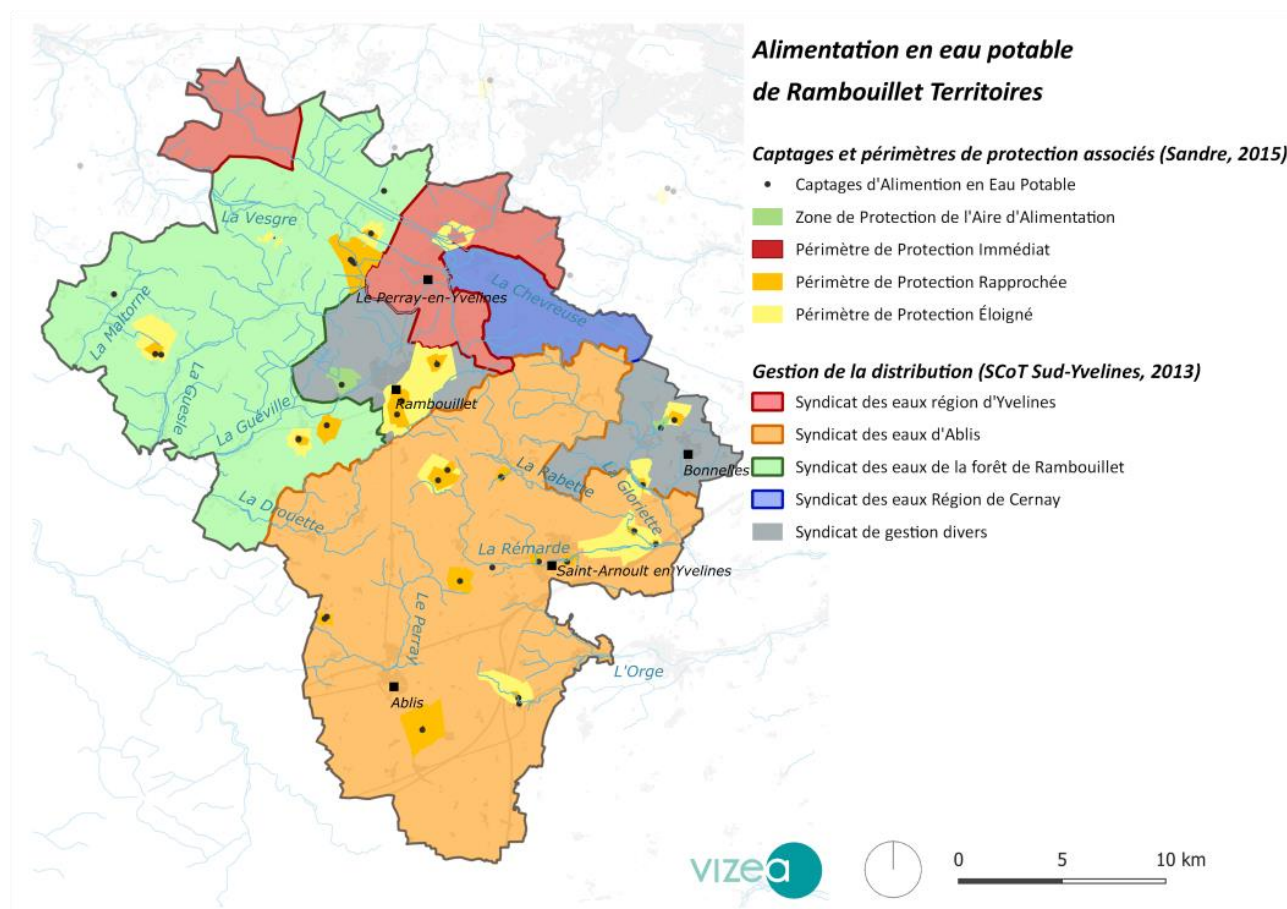 Alimentation en eau potable
de Rambouillet Territoires
Captages et périmètres de protection associés (Sandre, 2015)
Captages d'Alimention en Eau Potable
Zone de Protection de l'Aire d'Alimentation
Périmètre de Protection Immédiat
Périmètre de Protection Rapprochée
Périmètre de Protection Éloigné
Gestion de la distribution (SCoT Sud-Yvelines, 2013)
Syndicat des eaux région d'Yvelines
Syndicat des eaux d'Ablis
Syndicat des eaux de la forêt de Rambouillet
Syndicat des eaux Région de Cernay
Syndicat de gestion divers
La Vesgre
La Chevreuse
Le Perray-en-Yvelines
La Maltorne
La Guesle
La Guéville
Rambouillet
Bonnelles
La Rabette
La Gloriette
La Drouette
La Rémarde
Saint-Arnoult en Yvelines
Le Perray
L'Orge
Ablis
vizea
0 5 10 km